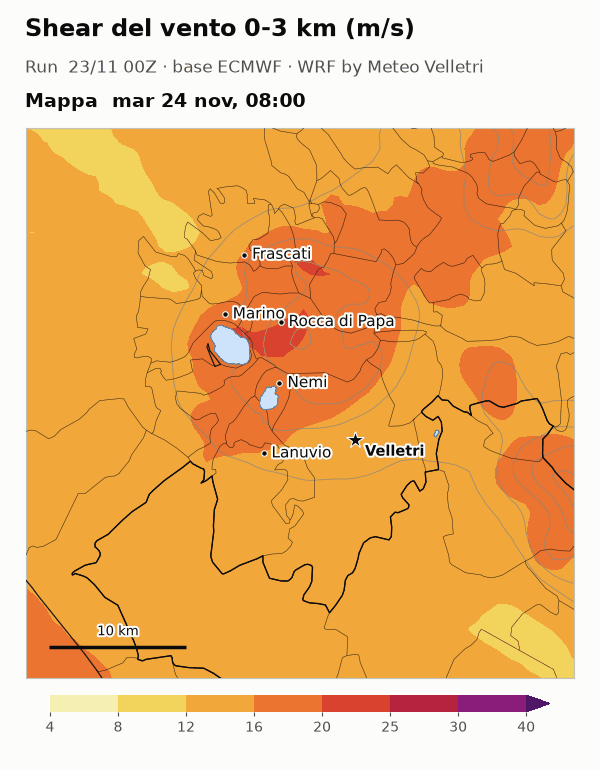 Shear del vento 0-3 km (m/s)
Run  23/11 00Z · base ECMWF · WRF by Meteo Velletri
Mappa  mar 24 nov, 08:00
Frascati
Marino
Rocca di Papa
Nemi
Velletri
Lanuvio
10 km
4 8 12 16 20 25 30 40